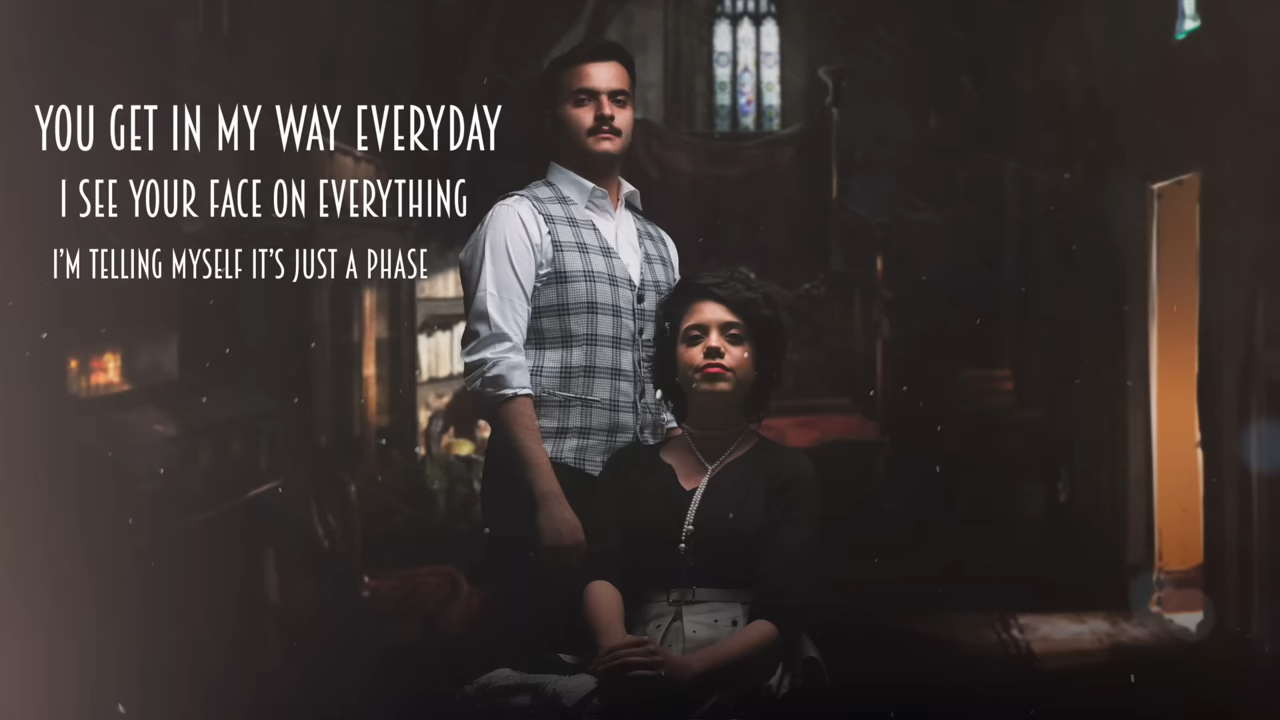 YOU GET IN MY WAY EVERYDAY
I SEE YOUR FACE ON EVERYTHING
I'M TELLING MYSELF IT'S JUST A PHASE